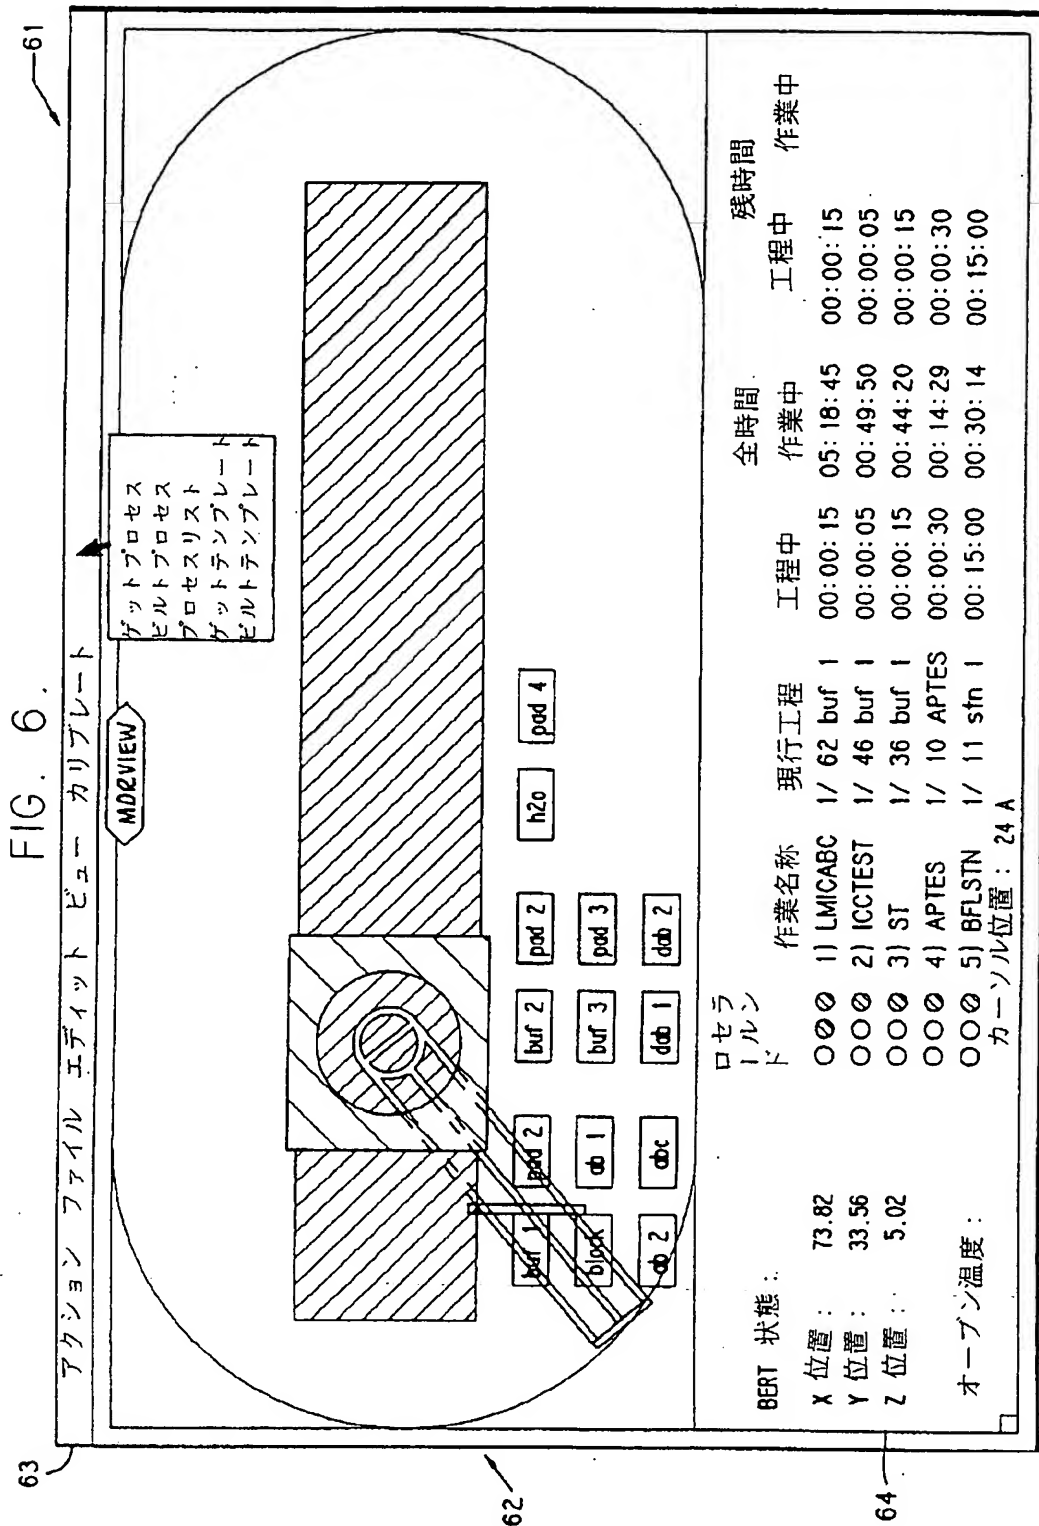 FIG. 6.
61
63
アクション ファイル エディット ビュー カリブレート
MDRVIEW
ゲットプロセス
ビルトプロセス
プロセスリスト
ゲットテンプレート
ビルトテンプレート
62
buf 1
pad 2
buf 2
pad 2
h2o
pad 4
block
ab 1
buf 3
pad 3
ab 2
abc
dab 1
dab 2
64
BERT 状態:
X 位置: 73.82
Y 位置: 33.56
Z 位置: 5.02
オーブン温度:
ロセラ
ールン
ド
全時間 残時間
作業名称 現行工程 工程中 作業中 工程中 作業中
1) LMICABC 1/ 62 buf 1 00:00:15 05:18:45 00:00:15
2) ICCTEST 1/ 46 buf 1 00:00:05 00:49:50 00:00:05
3) ST 1/ 36 buf 1 00:00:15 00:44:20 00:00:15
4) APTES 1/ 10 APTES 00:00:30 00:14:29 00:00:30
5) BFLSTN 1/ 11 stn 1 00:15:00 00:30:14 00:15:00
カーソル位置: 24 A